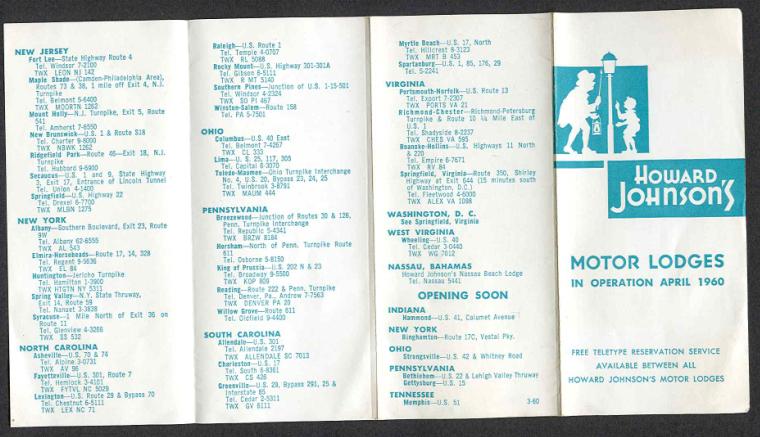 NEW JERSEY
Fort Lee—State Highway Route 4
Tel. Windsor 7-2100
TWX LEON NJ 142
Maple Shade—(Camden-Philadelphia Area),
Routes 73 & 38, 1 mile off Exit 4, N.J.
Turnpike
Tel. Belmont 5-6400
TWX MOORTN 1262
Mount Holly—N.J. Turnpike, Exit 5, Route
541
Tel. Amherst 7-6550
New Brunswick—U.S. 1 & Route S18
Tel. Charter 9-6000
TWX NBWK 1262
Ridgefield Park—Route 46—Exit 18, N.J.
Turnpike
Tel. Hubbard 9-6900
Secaucus—U.S. 1 and 9, State Highway
3, Exit 17, Entrance of Lincoln Tunnel
Tel. Union 4-1400
Springfield—U.S. Highway 22
Tel. Drexel 6-7700
TWX MLBN 1275
NEW YORK
Albany—Southern Boulevard, Exit 23, Route
9W
Tel. Albany 62-6555
TWX AL 543
Elmira-Horseheads—Route 17, 14, 328
Tel. Regent 9-5636
TWX EL 84
Huntington—Jericho Turnpike
Tel. Hamilton 1-3900
TWX HTGTN NY 5311
Spring Valley—N.Y. State Thruway,
Exit 14, Route 59
Tel. Nanuet 3-3838
Syracuse—1 Mile North of Exit 36 on
Route 11
Tel. Glenview 4-3266
TWX SS 532
NORTH CAROLINA
Asheville—U.S. 70 & 74
Tel. Alpine 3-0731
TWX AV 96
Fayetteville—U.S. 301, Route 7
Tel. Hemlock 3-4101
TWX FYTVL NC 5029
Lexington—U.S. Route 29 & Bypass 70
Tel. Chestnut 6-5111
TWX LEX NC 71
Raleigh—U.S. Route 1
Tel. Temple 4-0707
TWX RL 5088
Rocky Mount—U.S. Highway 301-301A
Tel. Gibson 6-5111
TWX R MT 5140
Southern Pines—Junction of U.S. 1-15-501
Tel. Windsor 4-2324
TWX SO PI 467
Winston-Salem—Route 158
Tel. PA 5-7501
OHIO
Columbus—U.S. 40 East
Tel. Belmont 7-4267
TWX CL 333
Lima—U.S. 25, 117, 305
Tel. Capital 8-3070
Toledo-Maumee—Ohio Turnpike Interchange
No. 4, U.S. 20, Bypass 23, 24, 25
Tel. Twinbrook 3-8791
TWX MAUM 444
PENNSYLVANIA
Breezewood—Junction of Routes 30 & 126,
Penn. Turnpike Interchange
Tel. Republic 5-4341
TWX BRZW 8184
Horsham—North of Penn. Turnpike Route
611
Tel. Osborne 5-8150
King of Prussia—U.S. 202 N & 23
Tel. Broadway 9-5500
TWX KOP 809
Reading—Route 222 & Penn. Turnpike
Tel. Denver, Pa., Andrew 7-7563
TWX DENVER PA 20
Willow Grove—Route 611
Tel. Oldfield 9-4400
SOUTH CAROLINA
Allendale—U.S. 301
Tel. Allendale 2197
TWX ALLENDALE SC 7013
Charleston—U.S. 17
Tel. South 6-8361
TWX CS 426
Greenville—U.S. 29, Bypass 291, 25 &
Interstate 85
Tel. Cedar 2-5311
TWX GV 8111
Myrtle Beach—U.S. 17, North
Tel. Hillcrest 8-3123
TWX MRT B 453
Spartanburg—U.S. 1, 85, 176, 29
Tel. 5-2241
VIRGINIA
Portsmouth-Norfolk—U.S. Route 13
Tel. Export 7-2307
TWX PORTS VA 21
Richmond-Chester—Richmond-Petersburg
Turnpike & Route 10 ¼ Mile East of
U.S. 1
Tel. Shadyside 8-2237
TWX CHES VA 595
Roanoke-Hollins—U.S. Highways 11 North
& 220
Tel. Empire 6-7671
TWX RV 84
Springfield, Virginia—Route 350, Shirley
Highway at Exit 644 (15 minutes south
of Washington, D.C.)
Tel. Fleetwood 4-6000
TWX ALEX VA 1098
WASHINGTON, D. C.
See Springfield, Virginia
WEST VIRGINIA
Wheeling—U.S. 40
Tel. Cedar 3-0440
TWX WG 7012
NASSAU, BAHAMAS
Howard Johnson's Nassau Beach Lodge
Tel. Nassau 5441
OPENING SOON
INDIANA
Hammond—U.S. 41, Calumet Avenue
NEW YORK
Binghamton—Route 17C, Vestal Pky.
OHIO
Strongsville—U.S. 42 & Whitney Road
PENNSYLVANIA
Bethlehem—U.S. 22 & Lehigh Valley Thruway
Gettysburg—U.S. 15
TENNESSEE
Memphis—U.S. 51
3-60
HOWARD
JOHNSON'S
MOTOR LODGES
IN OPERATION APRIL 1960
FREE TELETYPE RESERVATION SERVICE
AVAILABLE BETWEEN ALL
HOWARD JOHNSON'S MOTOR LODGES